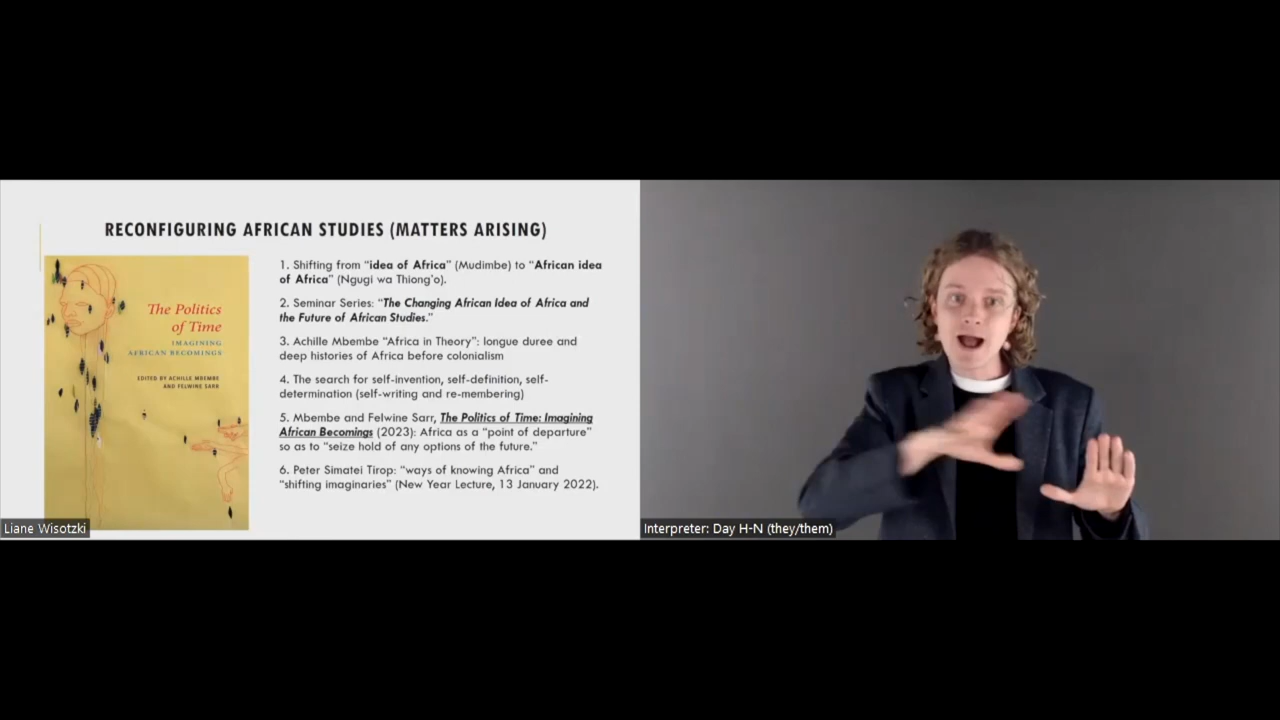 RECONFIGURING AFRICAN STUDIES (MATTERS ARISING)
The Politics
of Time
IMAGINING
AFRICAN BECOMINGS
EDITED BY ACHILLE MBEMBE
AND FELWINE SARR
1. Shifting from "idea of Africa" (Mudimbe) to "African idea
of Africa" (Ngugi wa Thiong'o).
2. Seminar Series: "The Changing African Idea of Africa and
the Future of African Studies."
3. Achille Mbembe "Africa in Theory": longue duree and
deep histories of Africa before colonialism
4. The search for self-invention, self-definition, self-
determination (self-writing and re-membering)
5. Mbembe and Felwine Sarr, The Politics of Time: Imagining
African Becomings (2023): Africa as a "point of departure"
so as to "seize hold of any options of the future."
6. Peter Simatei Tirop: "ways of knowing Africa" and
"shifting imaginaries" (New Year Lecture, 13 January 2022).
Liane Wisotzki
Interpreter: Day H-N (they/them)